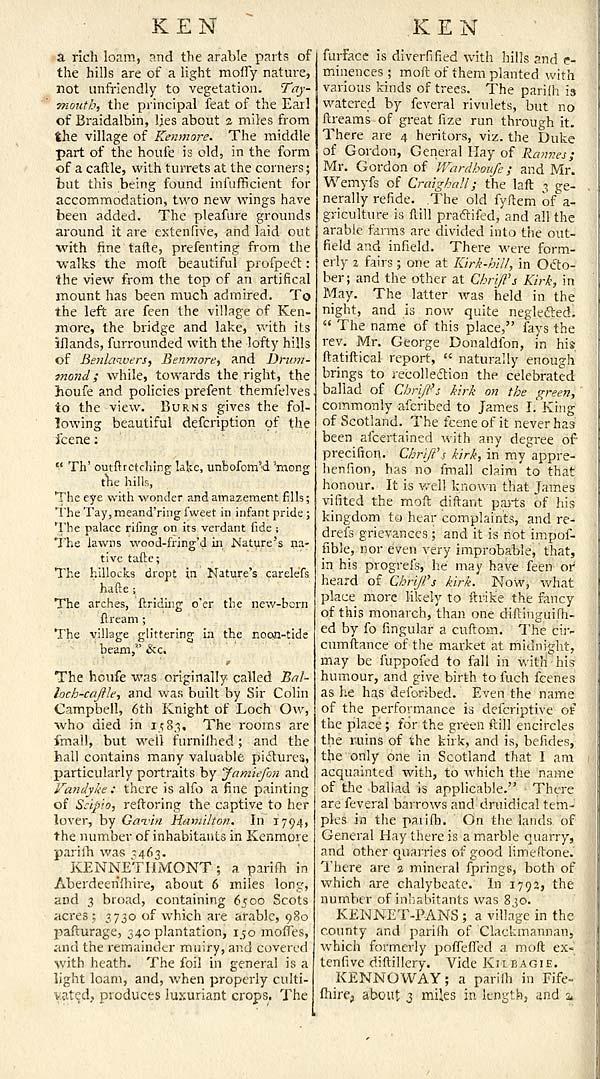 KEN
a rich loam, and the arable parts of
the hills are of a light moſſy nature,
not unfriendly to vegetation. Tay-
mouth, the principal ſeat of the Earl
of Braidalbin, lies about 2 miles from
the village of Kenmore. The middle
part of the houſe is old, in the form
of a caſtle, with turrets at the corners;
but this being found inſufficient for
accommodation, two new wings have
been added. The pleaſure grounds
around it are extenſive, and laid out
with fine taſte, preſenting from the
walks the moſt beautiful proſpect:
the view from the top of an artifical
mount has been much admired. To
the left are ſeen the village of Ken-
more, the bridge and lake, with its
iſlands, ſurrounded with the lofty hills
of Benlawers, Benmore, and Drum-
mond; while, towards the right, the
houſe and policies preſent themſelves
to the view. BURNS gives the fol-
lowing beautiful deſcription of the
ſcene:
“ Th' outſtretching lake, unboſom'd 'mong
the hills,
The eye with wonder and amazement fills;
The Tay, meand'ring ſweet in infant pride;
The palace riſing on its verdant ſide;
The lawns wood-fring'd in Nature's na-
tive taſte;
The hillocks dropt in Nature's careleſs
haſte;
The arches, ſtriding o'er the new-born
ſtream;
The village glittering in the noon-tide
beam,” &c.
The houſe was originally called Bal-
loch-caſtle, and was built by Sir Colin
Campbell, 6th Knight of Loch Ow,
who died in 1583. The rooms are
ſmall, but well furniſhed; and the
hall contains many valuable pictures,
particularly portraits by Jamieſon and
Vandyke: there is alſo a fine painting
of Scipio, reſtoring the captive to her
lover, by Gavin Hamilton. In 1794,
the number of inhabitants in Kenmore
pariſh was 3463.
KENNETHMONT; a pariſh in
Aberdeenſhire, about 6 miles long,
and 3 broad, containing 6500 Scots
acres; 3730 of which are arable, 980
paſturage, 340 plantation, 150 moſſes,
and the remainder muiry, and covered
with heath. The ſoil in general is a
light loam, and, when properly culti-
vated, produces luxuriant crops. The
KEN
ſurface is diverſified with hills and e-
minences; moſt of them planted with
various kinds of trees. The pariſh is
watered by ſeveral rivulets, but no
ſtreams of great ſize run through it.
There are 4 heritors, viz. the Duke
of Gordon, General Hay of Rannes;
Mr. Gordon of Wardhouſe; and Mr.
Wemyſs of Craighall; the laſt 3 ge-
nerally reſide. The old ſyſtem of a-
griculture is ſtill practiſed, and all the
arable farms are divided into the out-
field and infield. There were form-
erly 2 fairs; one at Kirk-hill, in Octo-
ber; and the other at Chriſt's Kirk, in
May. The latter was held in the
night, and is now quite neglected.
“ The name of this place,” ſays the
rev. Mr. George Donaldſon, in his
ſtatiſtical report, “ naturally enough
brings to recollection the celebrated
ballad of Chriſt's kirk on the green,
commonly aſcribed to James I. King
of Scotland. The ſcene of it never has
been aſcertained with any degree of
preciſion. Chriſt's kirk, in my appre-
henſion, has no ſmall claim to that
honour. It is well known that James
viſited the moſt diſtant parts of his
kingdom to hear complaints, and re-
dreſs grievances; and it is not impoſ-
ſible, nor even very improbable, that,
in his progreſs, he may have ſeen or
heard of Chriſt's kirk. Now, what
place more likely to ſtrike the fancy
of this monarch, than one diſtinguiſh-
ed by ſo ſingular a cuſtom. The cir-
cumſtance of the market at midnight,
may be ſuppoſed to fall in with his
humour, and give birth to ſuch ſcenes
as he has deſcribed. Even the name
of the performance is deſcriptive of
the place; for the green ſtill encircles
the ruins of the kirk, and is, beſides,
the only one in Scotland that I am
acquainted with, to which the name
of the ballad is applicable.” There
are ſeveral barrows and druidical tem-
ples in the pariſh. On the lands of
General Hay there is a marble quarry,
and other quarries of good limeſtone.
There are 2 mineral ſprings, both of
which are chalybeate. In 1792, the
number of inhabitants was 830.
KENNET-PANS; a village in the
county and pariſh of Clackmannan,
which formerly poſſeſſed a moſt ex-
tenſive diſtillery. Vide KILBAGIE.
KENNOWAY; a pariſh in Fife-
ſhire, about 3 miles in length, and 2